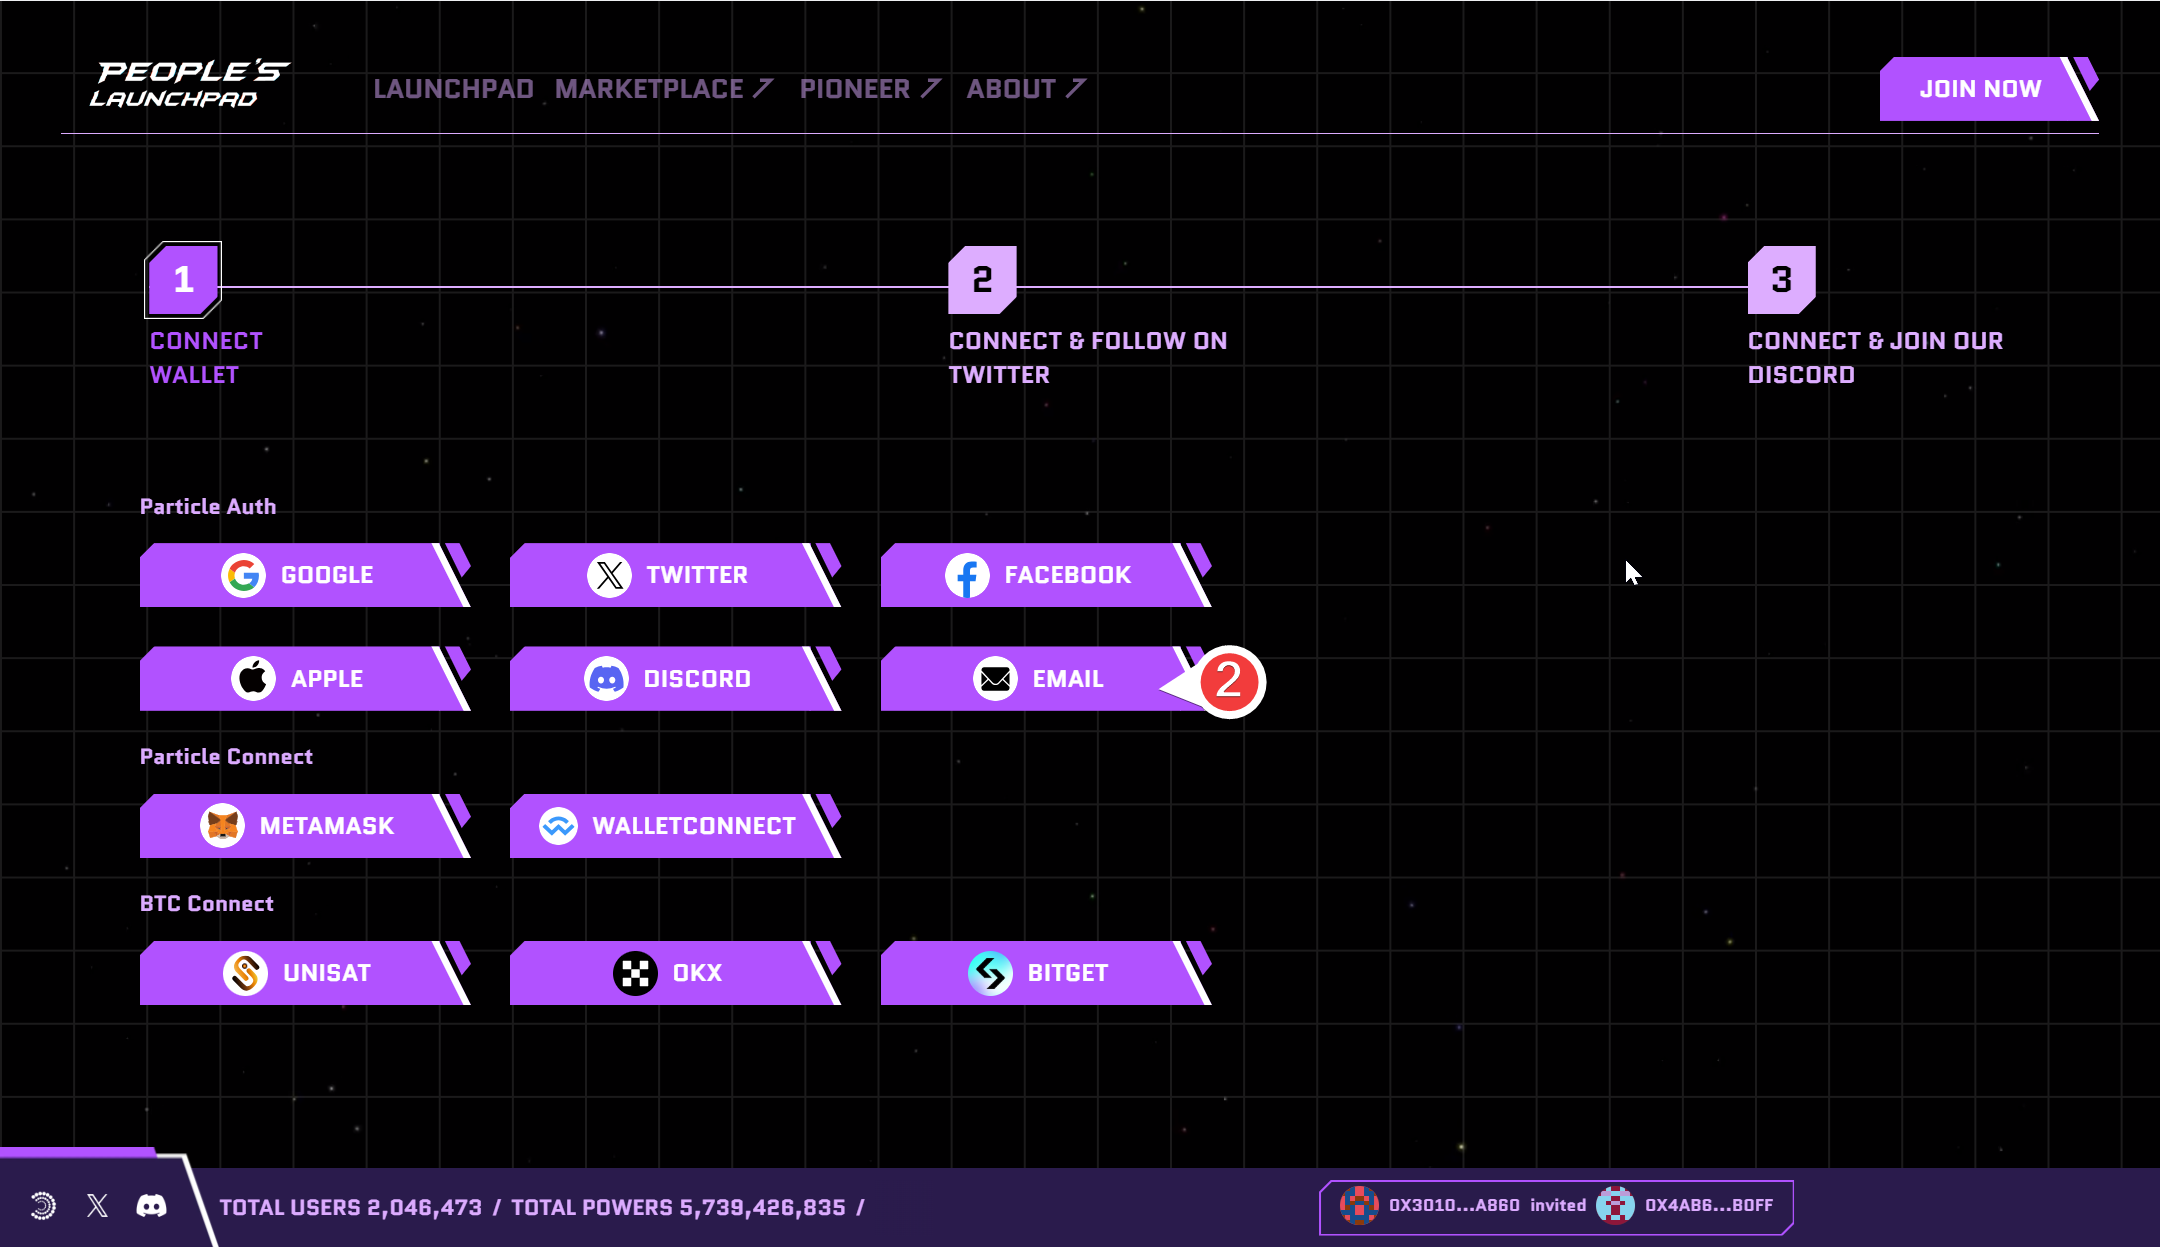 PEOPLE'S
LAUNCHPAD
LAUNCHPAD MARKETPLACE PIONEER ABOUT
JOIN NOW
1
2
3
CONNECT
WALLET
CONNECT & FOLLOW ON
TWITTER
CONNECT & JOIN OUR
DISCORD
Particle Auth
GOOGLE
TWITTER
FACEBOOK
APPLE
DISCORD
EMAIL
2
Particle Connect
METAMASK
WALLETCONNECT
BTC Connect
UNISAT
OKX
BITGET
TOTAL USERS 2,046,473 / TOTAL POWERS 5,739,426,835 /
0X3010...A860 invited 0X4AB6...B0FF